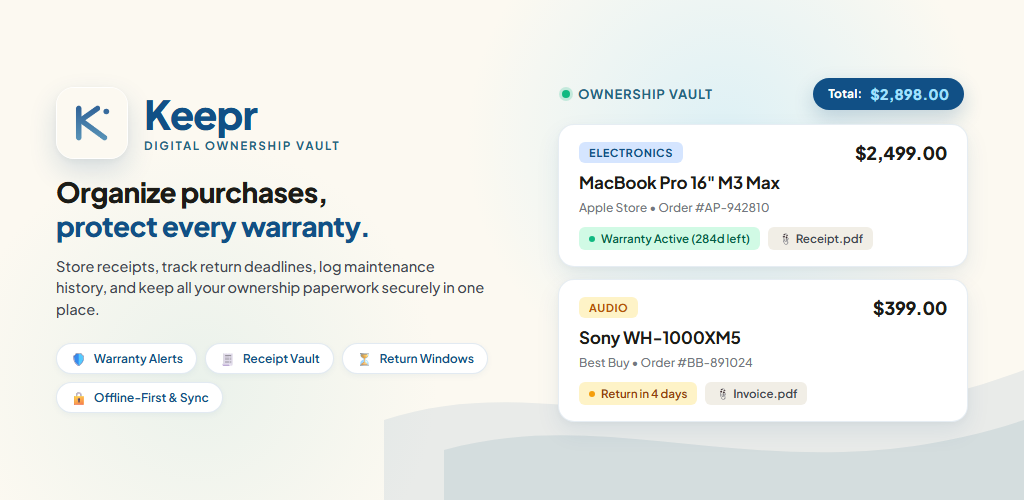 Keepr
DIGITAL OWNERSHIP VAULT
Organize purchases,
protect every warranty.
Store receipts, track return deadlines, log maintenance
history, and keep all your ownership paperwork securely in one
place.
Warranty Alerts
Receipt Vault
Return Windows
Offline-First & Sync
OWNERSHIP VAULT
Total: $2,898.00
ELECTRONICS
$2,499.00
MacBook Pro 16" M3 Max
Apple Store • Order #AP-942810
Warranty Active (284d left)
Receipt.pdf
AUDIO
$399.00
Sony WH-1000XM5
Best Buy • Order #BB-891024
Return in 4 days
Invoice.pdf